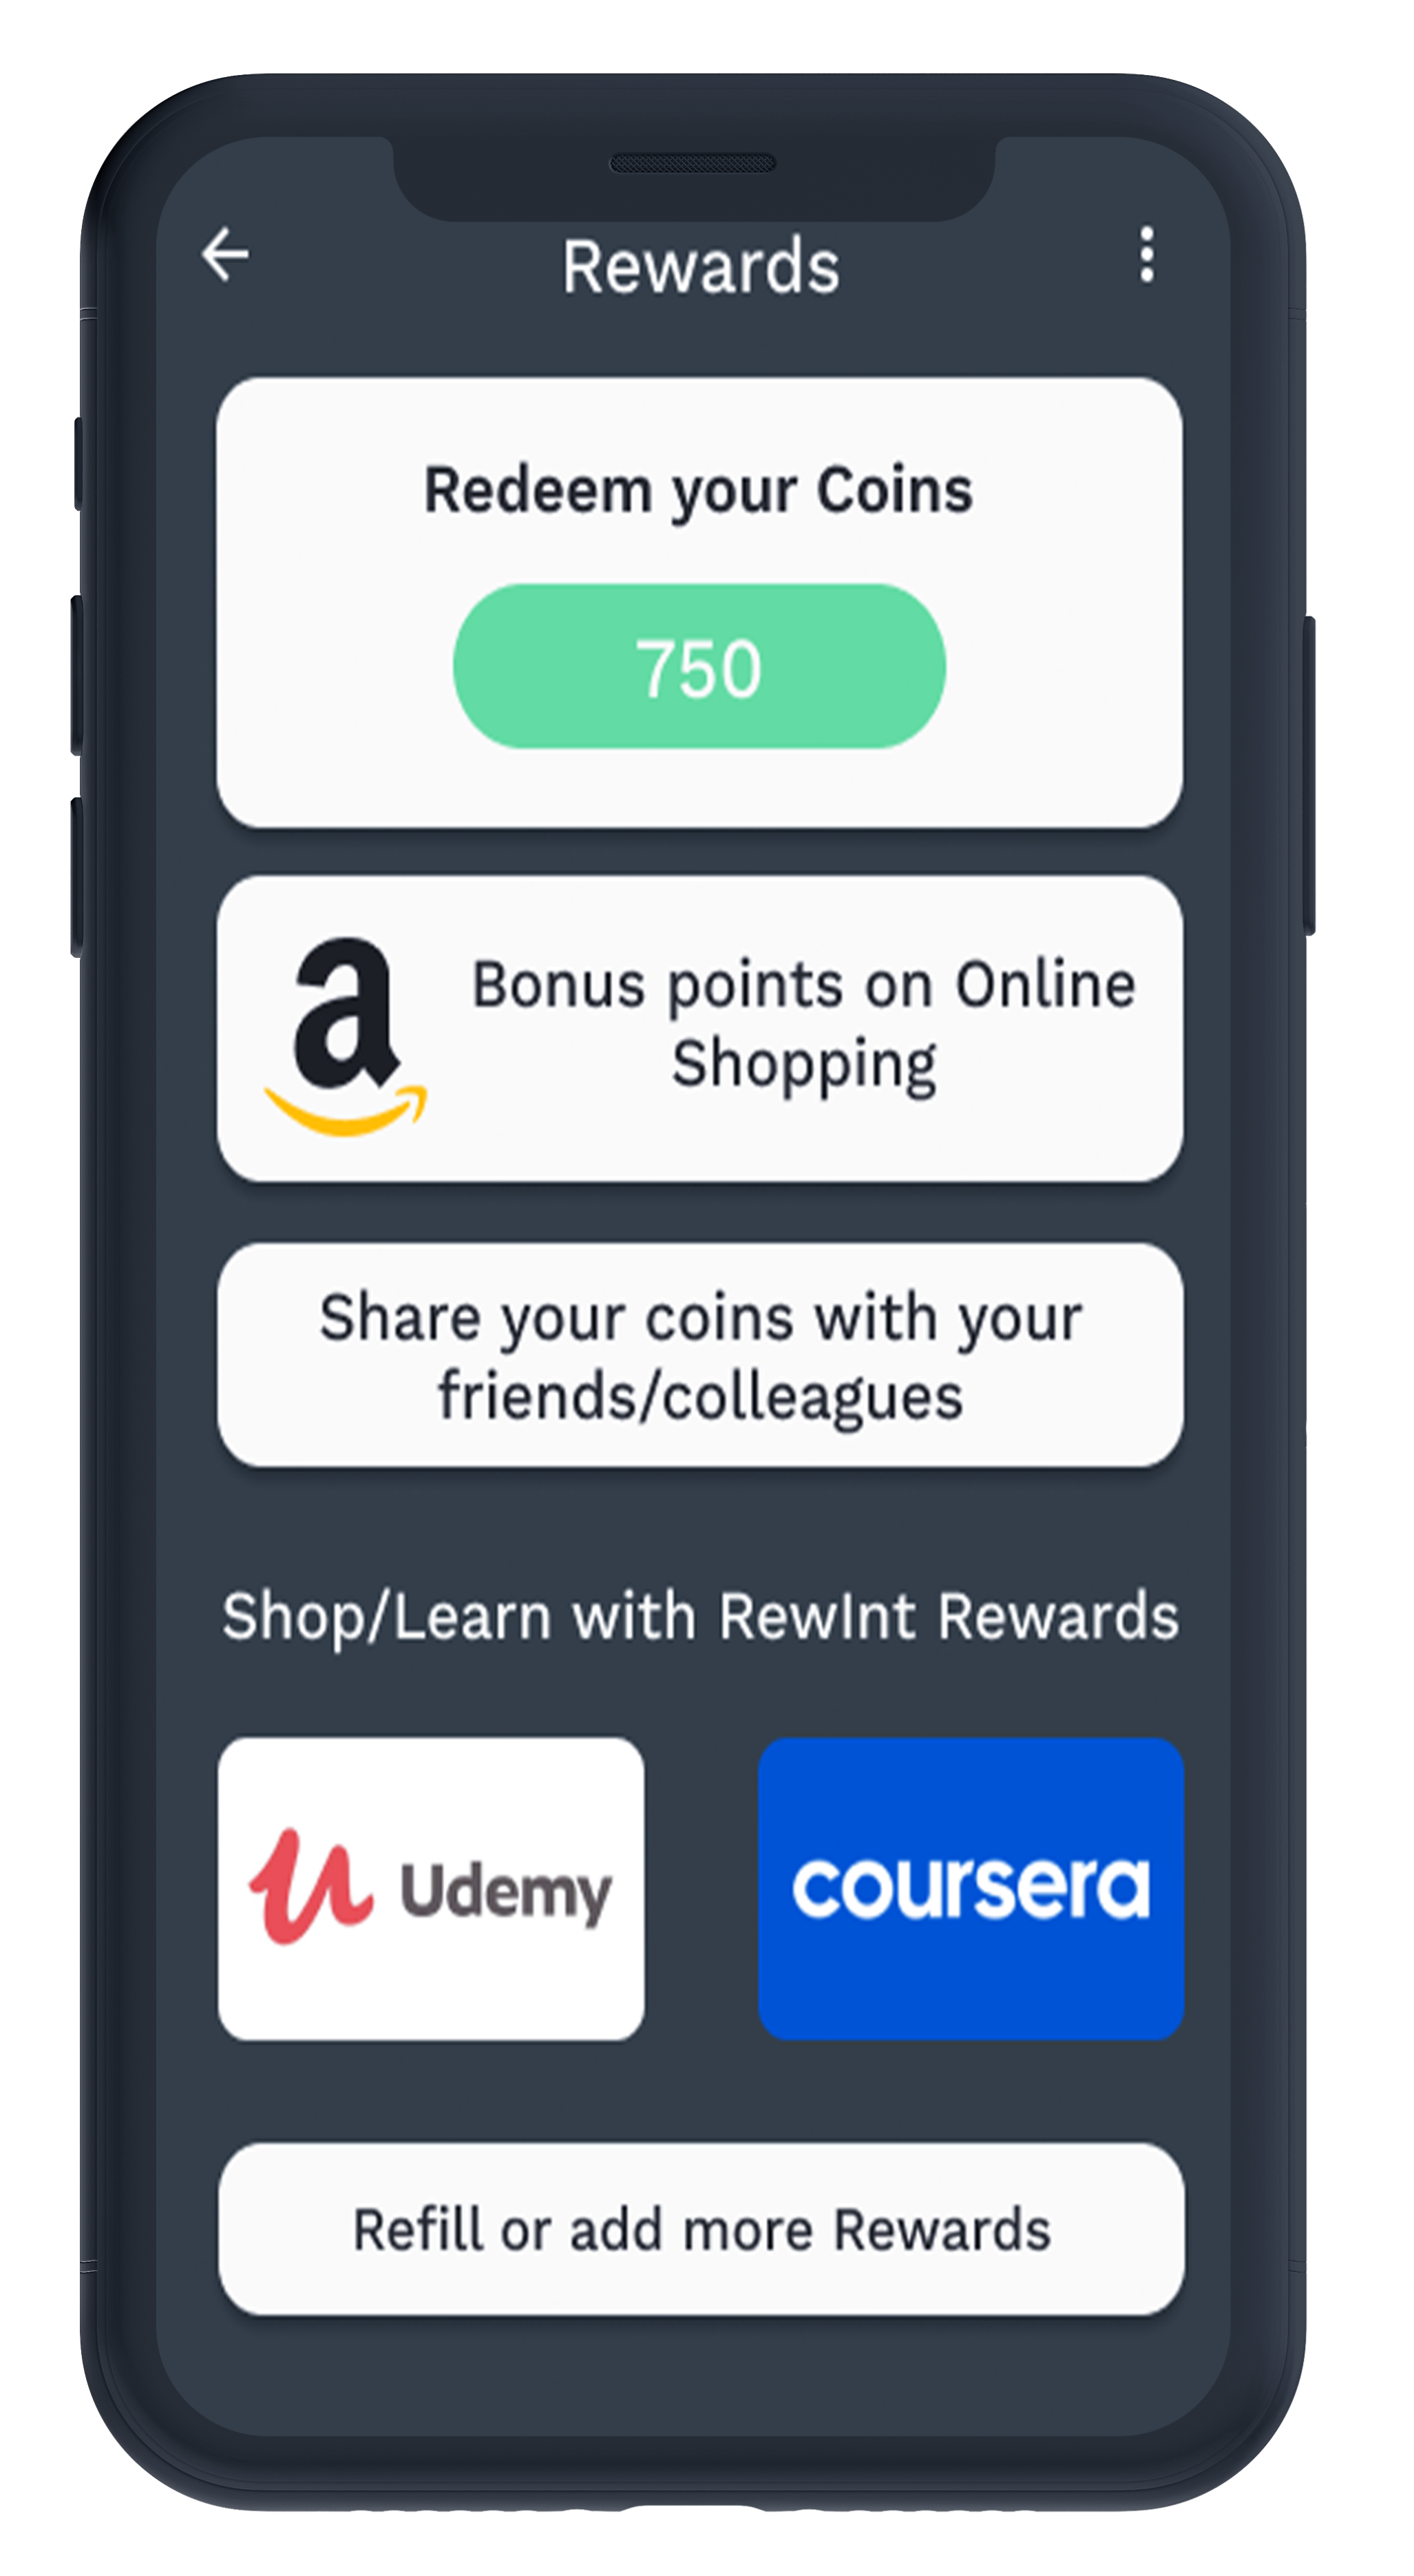 Rewards
Redeem your Coins
750
a
Bonus points on Online
Shopping
Share your coins with your
friends/colleagues
Shop/Learn with RewInt Rewards
Udemy
coursera
Refill or add more Rewards